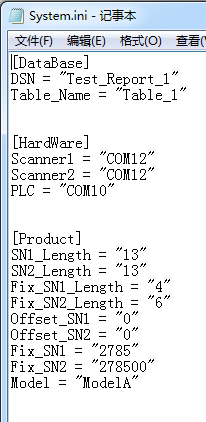 System.ini - 记事本
文件(F) 编辑(E) 格式(O) 查看(
[DataBase]
DSN = "Test_Report_1"
Table_Name = "Table_1"
[HardWare]
Scanner1 = "COM12"
Scanner2 = "COM12"
PLC = "COM10"
[Product]
SN1_Length = "13"
SN2_Length = "13"
Fix_SN1_Length = "4"
Fix_SN2_Length = "6"
Offset_SN1 = "0"
Offset_SN2 = "0"
Fix_SN1 = "2785"
Fix_SN2 = "278500"
Model = "ModelA"